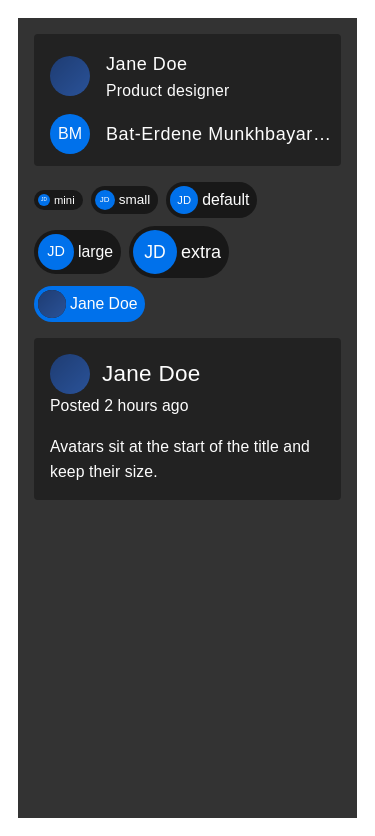 Jane Doe
Product designer
BM Bat-Erdene Munkhbayar…
JD mini JD small JD default
JD large JD extra
Jane Doe
Jane Doe
Posted 2 hours ago
Avatars sit at the start of the title and
keep their size.